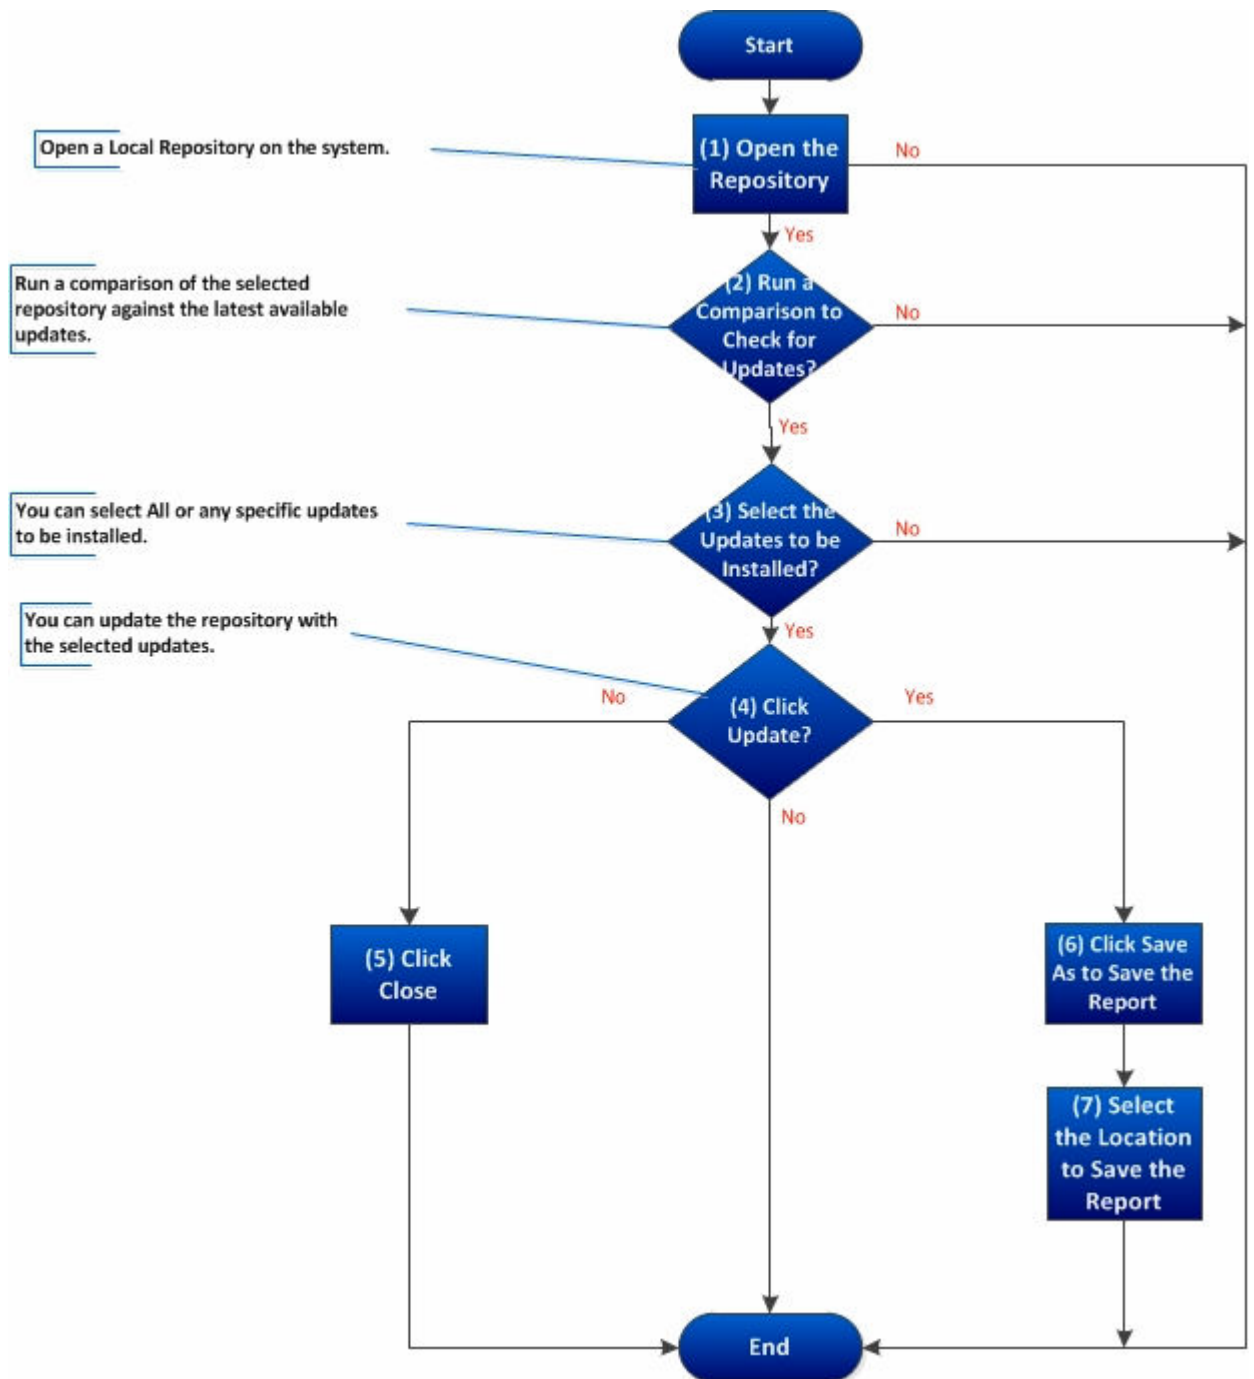 Start
Open a Local Repository on the system.
(1) Open the
Repository
No
Yes
Run a comparison of the selected
repository against the latest available
updates.
(2) Run a
Comparison to
Check for
Updates?
No
Yes
You can select All or any specific updates
to be installed.
(3) Select the
Updates to be
Installed?
No
Yes
You can update the repository with
the selected updates.
No
(4) Click
Update?
Yes
No
(5) Click
Close
(6) Click Save
As to Save the
Report
(7) Select
the Location
to Save the
Report
End